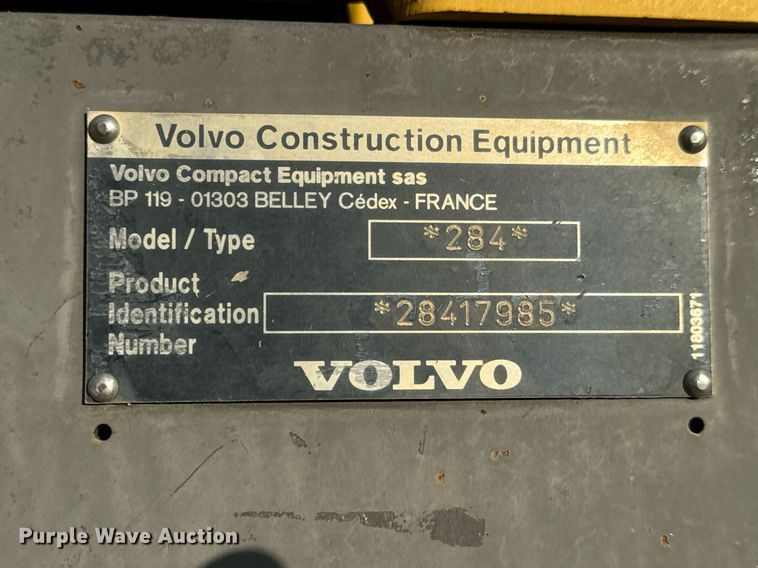 Volvo Construction Equipment
Volvo Compact Equipment sas
BP 119 - 01303 BELLEY Cédex - FRANCE
Model / Type *284*
Product
Identification *28417985*
Number
11803671
VOLVO
Purple Wave Auction